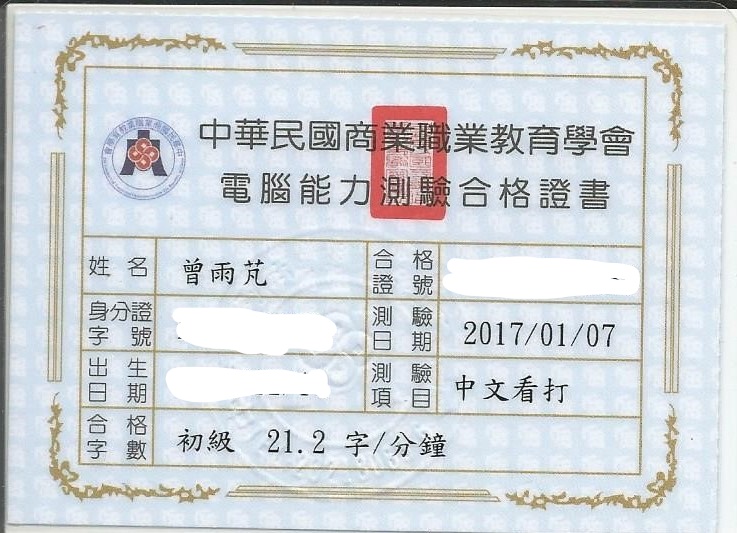 中華民國商業職業教育學會
電腦能力測驗合格證書
姓名 曾雨芃 合格證號
身分證字號 測驗日期 2017/01/07
出生日期 測驗項目 中文看打
合格字數 初級 21.2 字/分鐘